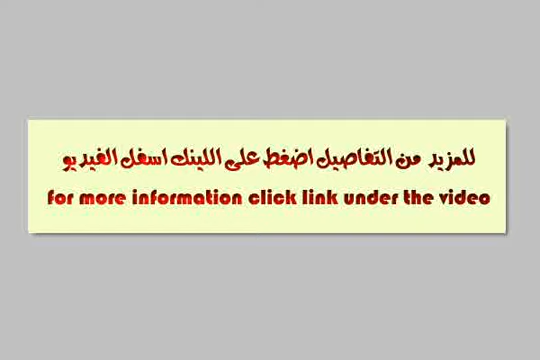 للمزيد من التفاصيل اضغط على اللينك اسفل الفيديو
for more information click link under the video